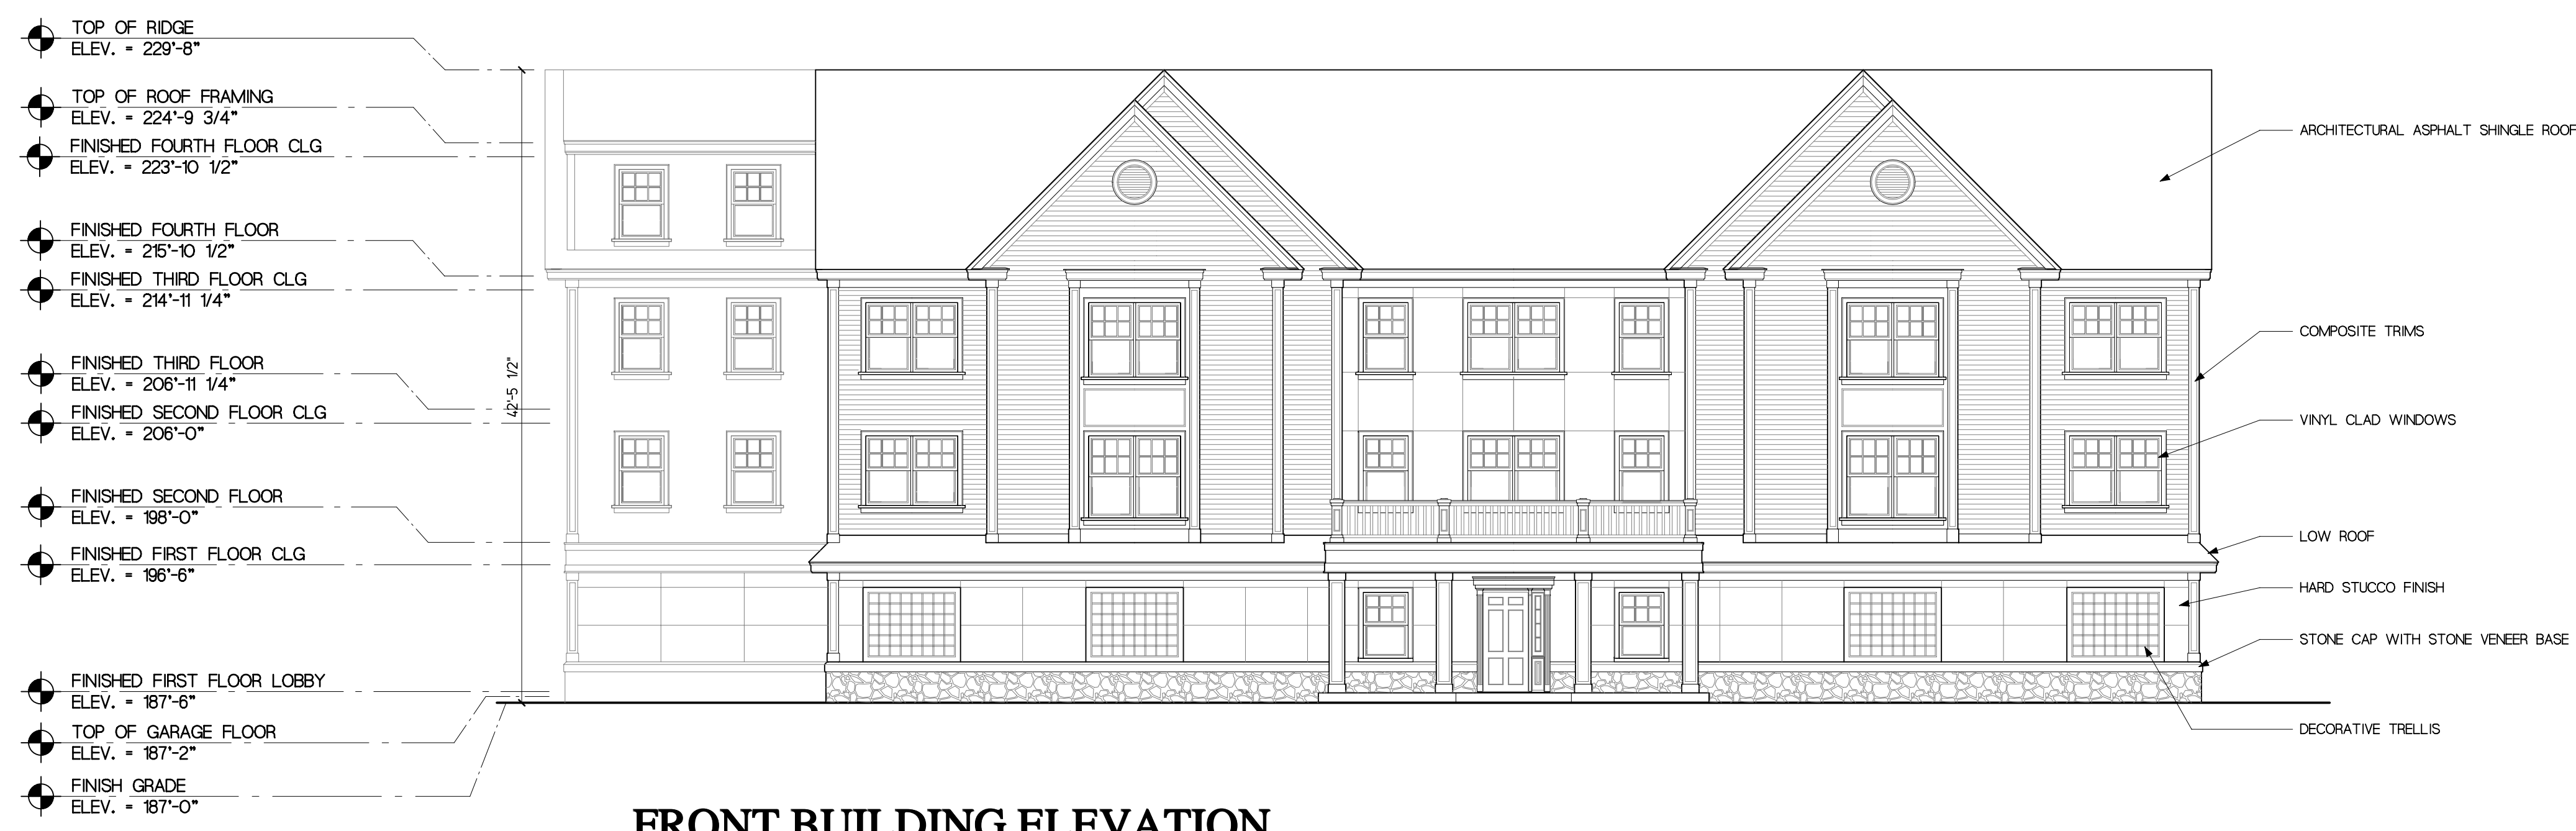 TOP OF RIDGE
ELEV. = 229'-8"
TOP OF ROOF FRAMING
ELEV. = 224'-9 3/4"
FINISHED FOURTH FLOOR CLG
ELEV. = 223'-10 1/2"
FINISHED FOURTH FLOOR
ELEV. = 215'-10 1/2"
FINISHED THIRD FLOOR CLG
ELEV. = 214'-11 1/4"
FINISHED THIRD FLOOR
ELEV. = 206'-11 1/4"
FINISHED SECOND FLOOR CLG
ELEV. = 206'-0"
FINISHED SECOND FLOOR
ELEV. = 198'-0"
FINISHED FIRST FLOOR CLG
ELEV. = 196'-6"
FINISHED FIRST FLOOR LOBBY
ELEV. = 187'-6"
TOP OF GARAGE FLOOR
ELEV. = 187'-2"
FINISH GRADE
ELEV. = 187'-0"
42'-5 1/2"
ARCHITECTURAL ASPHALT SHINGLE ROOF
COMPOSITE TRIMS
VINYL CLAD WINDOWS
LOW ROOF
HARD STUCCO FINISH
STONE CAP WITH STONE VENEER BASE
DECORATIVE TRELLIS
FRONT BUILDING ELEVATION